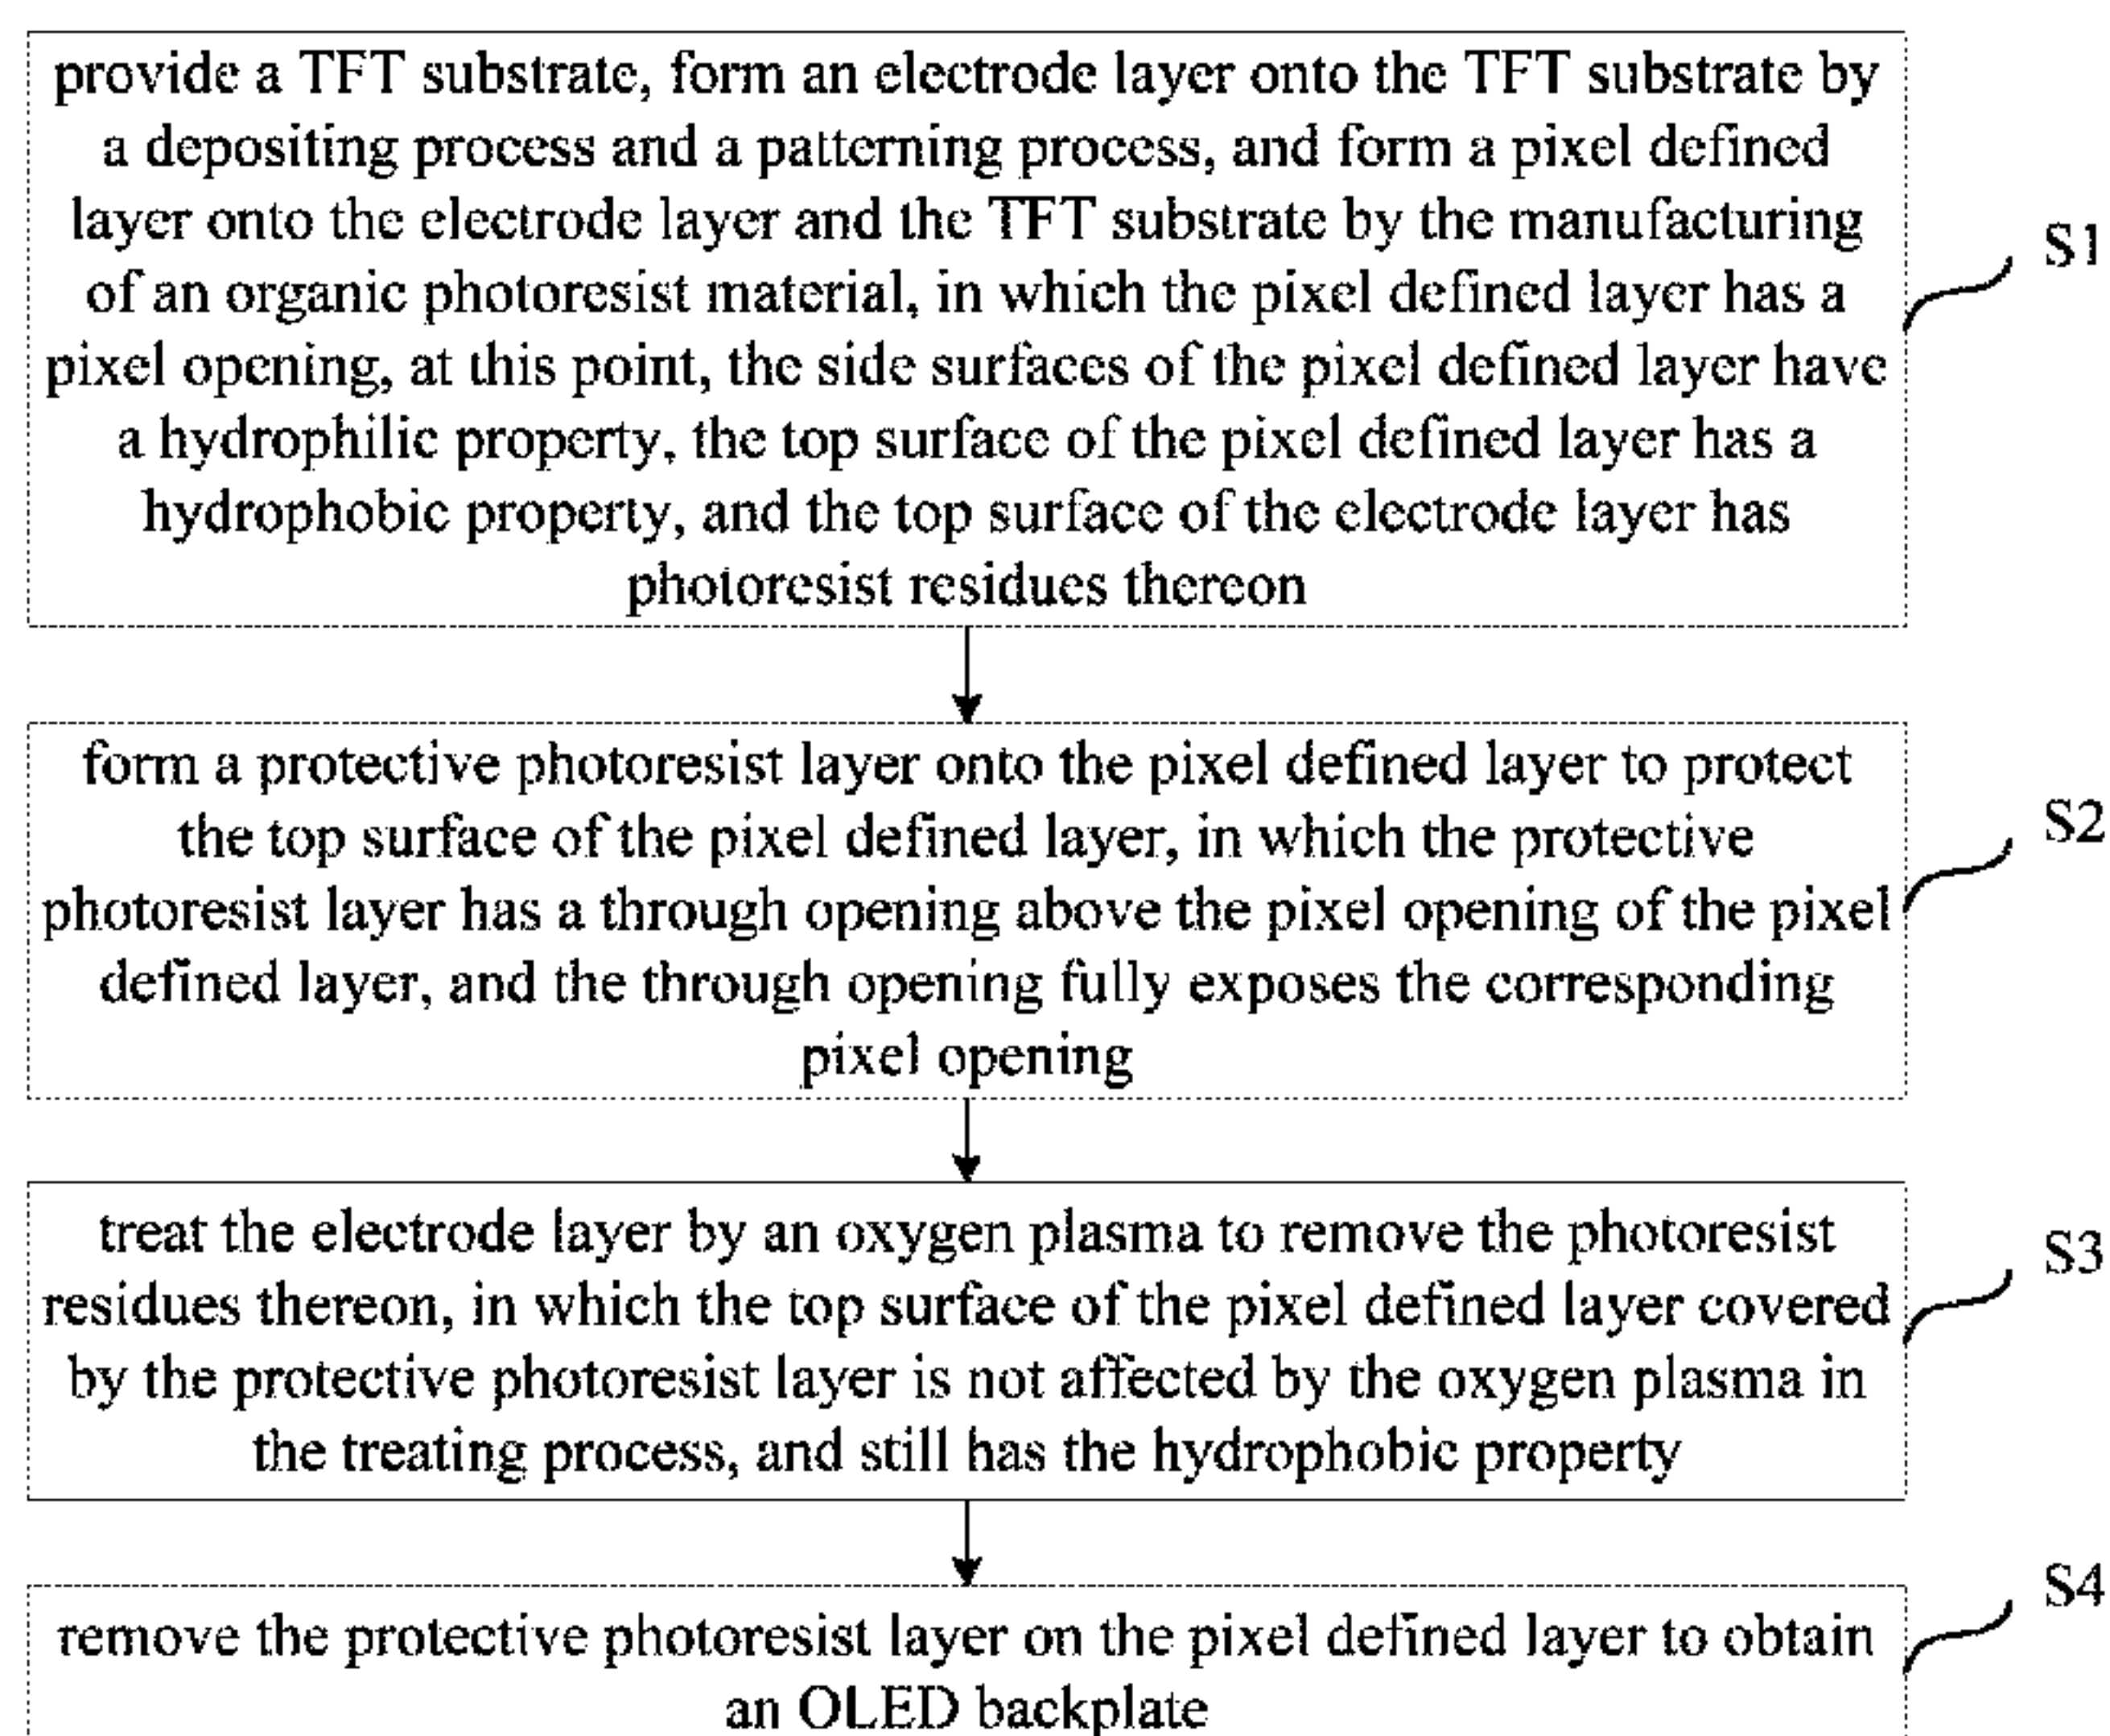 provide a TFT substrate, form an electrode layer onto the TFT substrate by
a depositing process and a patterning process, and form a pixel defined
layer onto the electrode layer and the TFT substrate by the manufacturing
of an organic photoresist material, in which the pixel defined layer has a
pixel opening, at this point, the side surfaces of the pixel defined layer have
a hydrophilic property, the top surface of the pixel defined layer has a
hydrophobic property, and the top surface of the electrode layer has
photoresist residues thereon
S1
form a protective photoresist layer onto the pixel defined layer to protect
the top surface of the pixel defined layer, in which the protective
photoresist layer has a through opening above the pixel opening of the pixel
defined layer, and the through opening fully exposes the corresponding
pixel opening
S2
treat the electrode layer by an oxygen plasma to remove the photoresist
residues thereon, in which the top surface of the pixel defined layer covered
by the protective photoresist layer is not affected by the oxygen plasma in
the treating process, and still has the hydrophobic property
S3
remove the protective photoresist layer on the pixel defined layer to obtain
an OLED backplate
S4